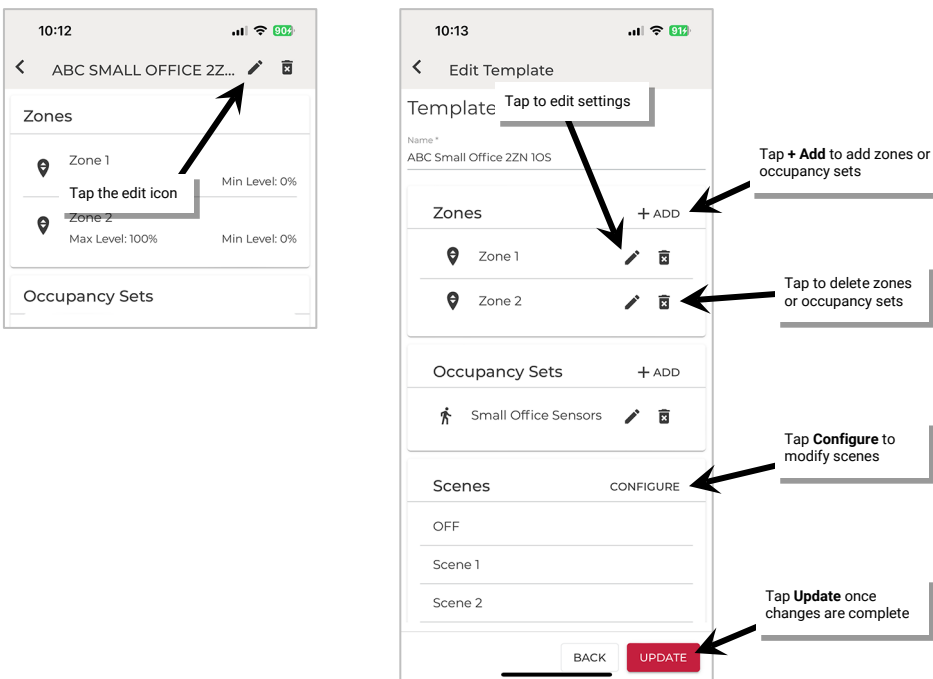 10:12
90
ABC SMALL OFFICE 2Z...
Zones
Zone 1
Min Level: 0%
Tap the edit icon
Zone 2
Max Level: 100%
Min Level: 0%
Occupancy Sets
10:13
91
Edit Template
Template
Tap to edit settings
Name *
ABC Small Office 2ZN 1OS
Zones
+ ADD
Zone 1
Zone 2
Occupancy Sets
+ ADD
Small Office Sensors
Scenes
CONFIGURE
OFF
Scene 1
Scene 2
BACK
UPDATE
Tap + Add to add zones or
occupancy sets
Tap to delete zones
or occupancy sets
Tap Configure to
modify scenes
Tap Update once
changes are complete